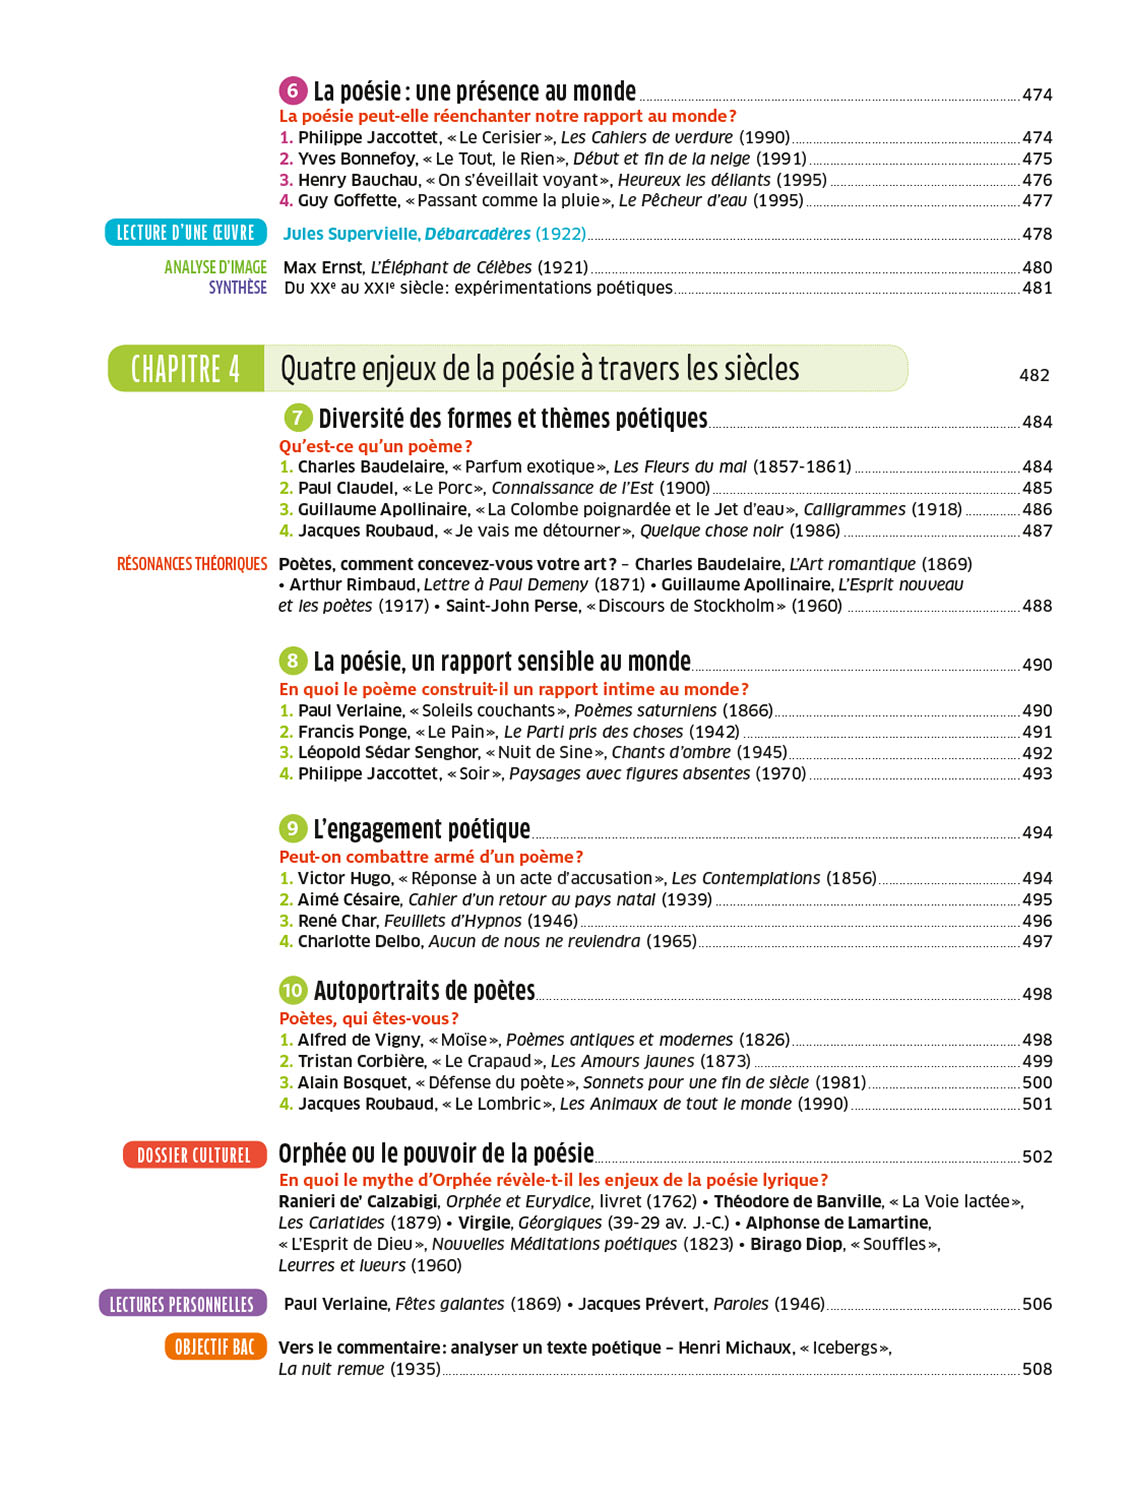 6 La poésie : une présence au monde 474
La poésie peut-elle réenchanter notre rapport au monde ?
1. Philippe Jaccottet, « Le Cerisier », Les Cahiers de verdure (1990) 474
2. Yves Bonnefoy, « Le Tout, le Rien », Début et fin de la neige (1991) 475
3. Henry Bauchau, « On s’éveillait voyant », Heureux les déliants (1995) 476
4. Guy Goffette, « Passant comme la pluie », Le Pêcheur d’eau (1995) 477
LECTURE D’UNE ŒUVRE Jules Supervielle, Débarcadères (1922) 478
ANALYSE D’IMAGE Max Ernst, L’Éléphant de Célèbes (1921) 480
SYNTHÈSE Du XXe au XXIe siècle : expérimentations poétiques 481
CHAPITRE 4 Quatre enjeux de la poésie à travers les siècles 482
7 Diversité des formes et thèmes poétiques 484
Qu’est-ce qu’un poème ?
1. Charles Baudelaire, « Parfum exotique », Les Fleurs du mal (1857-1861) 484
2. Paul Claudel, « Le Porc », Connaissance de l’Est (1900) 485
3. Guillaume Apollinaire, « La Colombe poignardée et le Jet d’eau », Calligrammes (1918) 486
4. Jacques Roubaud, « Je vais me détourner », Quelque chose noir (1986) 487
RÉSONANCES THÉORIQUES Poètes, comment concevez-vous votre art ? – Charles Baudelaire, L’Art romantique (1869)
• Arthur Rimbaud, Lettre à Paul Demeny (1871) • Guillaume Apollinaire, L’Esprit nouveau
et les poètes (1917) • Saint-John Perse, « Discours de Stockholm » (1960) 488
8 La poésie, un rapport sensible au monde 490
En quoi le poème construit-il un rapport intime au monde ?
1. Paul Verlaine, « Soleils couchants », Poèmes saturniens (1866) 490
2. Francis Ponge, « Le Pain », Le Parti pris des choses (1942) 491
3. Léopold Sédar Senghor, « Nuit de Sine », Chants d’ombre (1945) 492
4. Philippe Jaccottet, « Soir », Paysages avec figures absentes (1970) 493
9 L’engagement poétique 494
Peut-on combattre armé d’un poème ?
1. Victor Hugo, « Réponse à un acte d’accusation », Les Contemplations (1856) 494
2. Aimé Césaire, Cahier d’un retour au pays natal (1939) 495
3. René Char, Feuillets d’Hypnos (1946) 496
4. Charlotte Delbo, Aucun de nous ne reviendra (1965) 497
10 Autoportraits de poètes 498
Poètes, qui êtes-vous ?
1. Alfred de Vigny, « Moïse », Poèmes antiques et modernes (1826) 498
2. Tristan Corbière, « Le Crapaud », Les Amours jaunes (1873) 499
3. Alain Bosquet, « Défense du poète », Sonnets pour une fin de siècle (1981) 500
4. Jacques Roubaud, « Le Lombric », Les Animaux de tout le monde (1990) 501
DOSSIER CULTUREL Orphée ou le pouvoir de la poésie 502
En quoi le mythe d’Orphée révèle-t-il les enjeux de la poésie lyrique ?
Ranieri de’ Calzabigi, Orphée et Eurydice, livret (1762) • Théodore de Banville, « La Voie lactée »,
Les Cariatides (1879) • Virgile, Géorgiques (39-29 av. J.-C.) • Alphonse de Lamartine,
« L’Esprit de Dieu », Nouvelles Méditations poétiques (1823) • Birago Diop, « Souffles »,
Leurres et lueurs (1960)
LECTURES PERSONNELLES Paul Verlaine, Fêtes galantes (1869) • Jacques Prévert, Paroles (1946) 506
OBJECTIF BAC Vers le commentaire : analyser un texte poétique – Henri Michaux, « Icebergs »,
La nuit remue (1935) 508